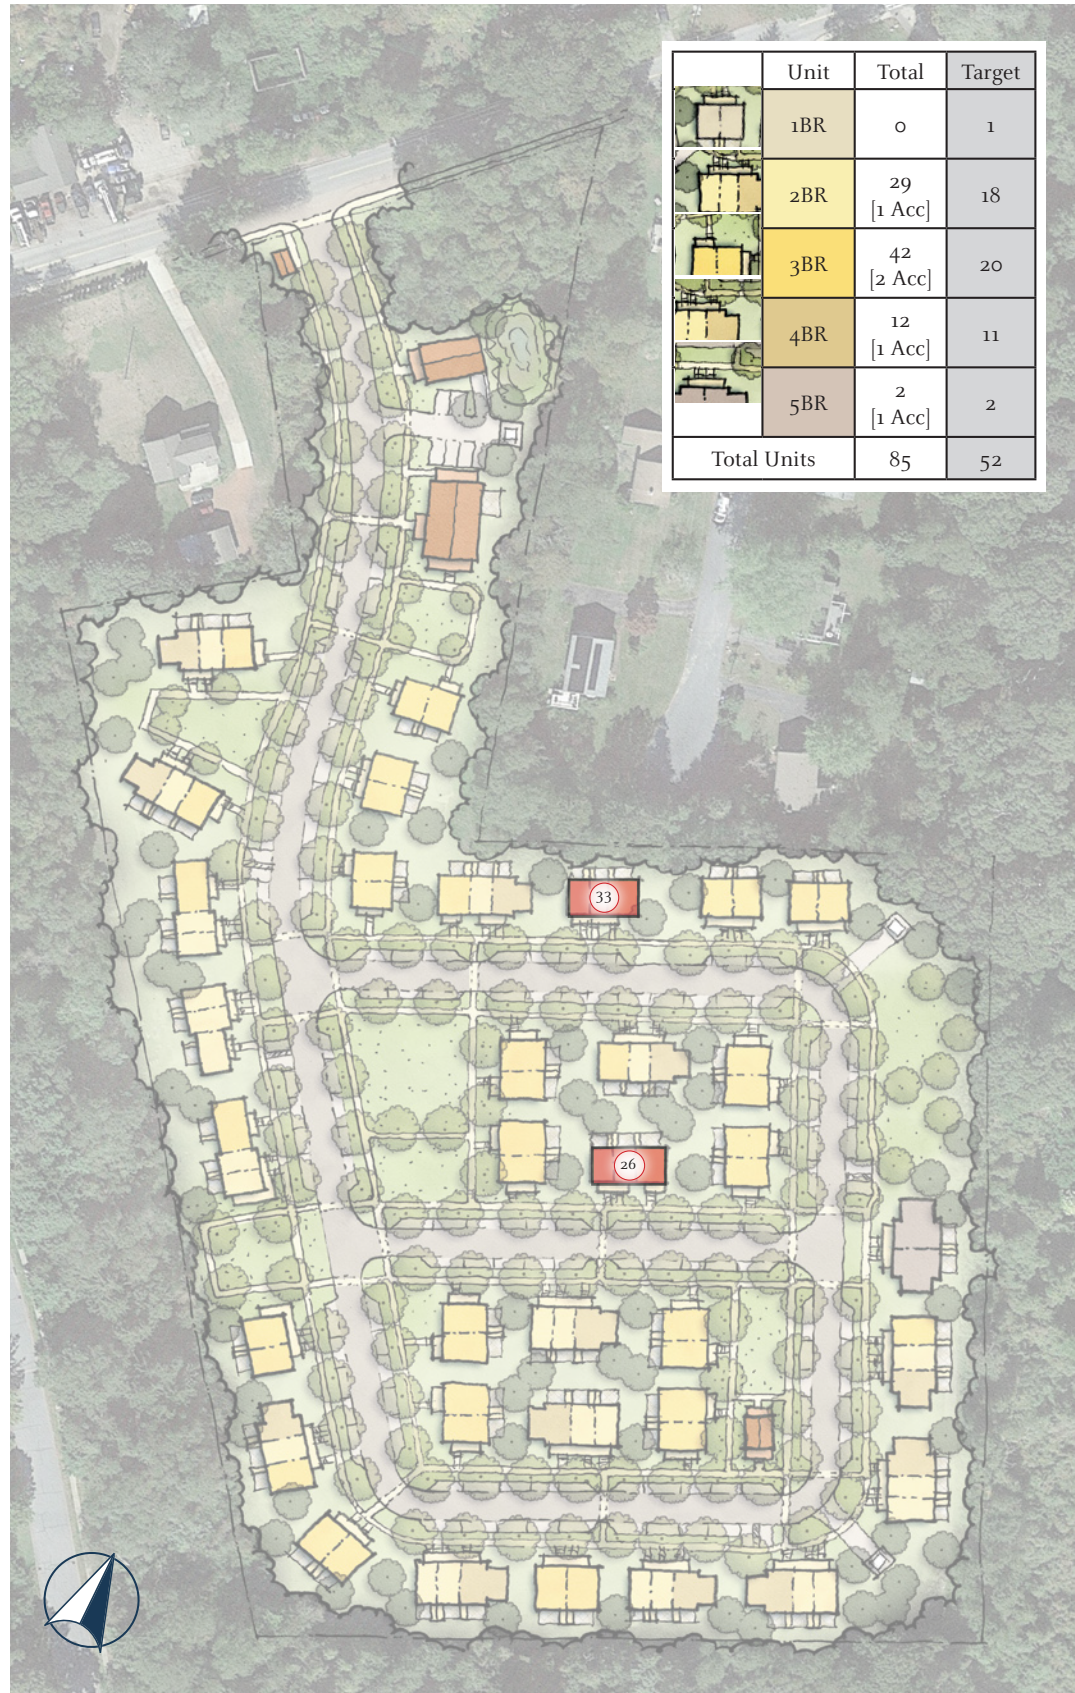 Unit Total Target
1BR 0 1
2BR 29 [1 Acc] 18
3BR 42 [2 Acc] 20
4BR 12 [1 Acc] 11
5BR 2 [1 Acc] 2
Total Units 85 52
33
26